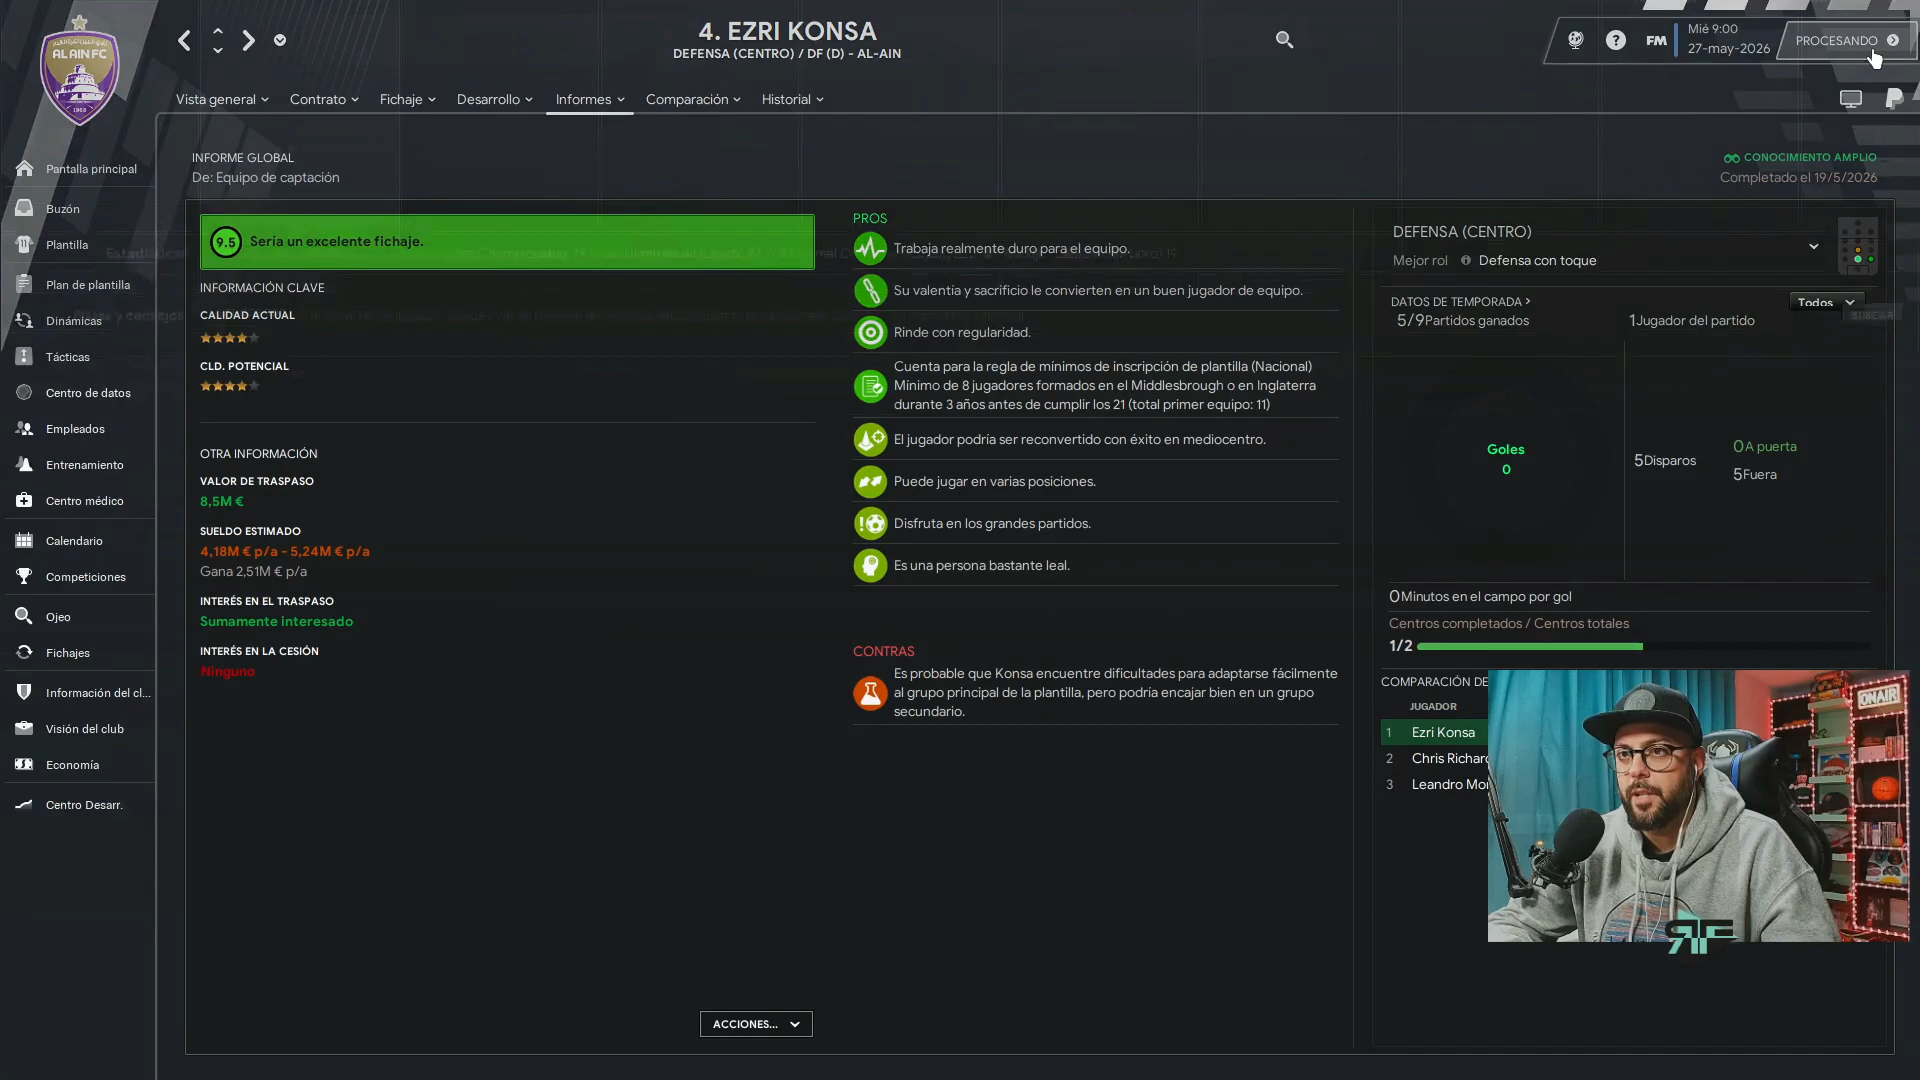 4. EZRI KONSA
DEFENSA (CENTRO) / DF (D) - AL-AIN
AL AIN FC
1968
FM
Mié 9:00
27-may-2026
PROCESANDO
Vista general
Contrato
Fichaje
Desarrollo
Informes
Comparación
Historial
Pantalla principal
Buzón
Plantilla
Plan de plantilla
Dinámicas
Tácticas
Centro de datos
Empleados
Entrenamiento
Centro médico
Calendario
Competiciones
Ojeo
Fichajes
Información del cl...
Visión del club
Economía
Centro Desarr.
INFORME GLOBAL
De: Equipo de captación
CONOCIMIENTO AMPLIO
Completado el 19/5/2026
9.5 Sería un excelente fichaje.
INFORMACIÓN CLAVE
CALIDAD ACTUAL
CLD. POTENCIAL
OTRA INFORMACIÓN
VALOR DE TRASPASO
8,5M €
SUELDO ESTIMADO
4,18M € p/a - 5,24M € p/a
Gana 2,51M € p/a
INTERÉS EN EL TRASPASO
Sumamente interesado
INTERÉS EN LA CESIÓN
Ninguno
ACCIONES...
PROS
Trabaja realmente duro para el equipo.
Su valentía y sacrificio le convierten en un buen jugador de equipo.
Rinde con regularidad.
Cuenta para la regla de mínimos de inscripción de plantilla (Nacional)
Mínimo de 8 jugadores formados en el Middlesbrough o en Inglaterra
durante 3 años antes de cumplir los 21 (total primer equipo: 11)
El jugador podría ser reconvertido con éxito en mediocentro.
Puede jugar en varias posiciones.
Disfruta en los grandes partidos.
Es una persona bastante leal.
CONTRAS
Es probable que Konsa encuentre dificultades para adaptarse fácilmente
al grupo principal de la plantilla, pero podría encajar bien en un grupo
secundario.
DEFENSA (CENTRO)
Mejor rol Defensa con toque
DATOS DE TEMPORADA >
Todos
5/9 Partidos ganados
1 Jugador del partido
Goles
0
5 Disparos
0 A puerta
5 Fuera
0 Minutos en el campo por gol
Centros completados / Centros totales
1/2
COMPARACIÓN DE
JUGADOR
1 Ezri Konsa
2 Chris Richar
3 Leandro Mo
ON AIR